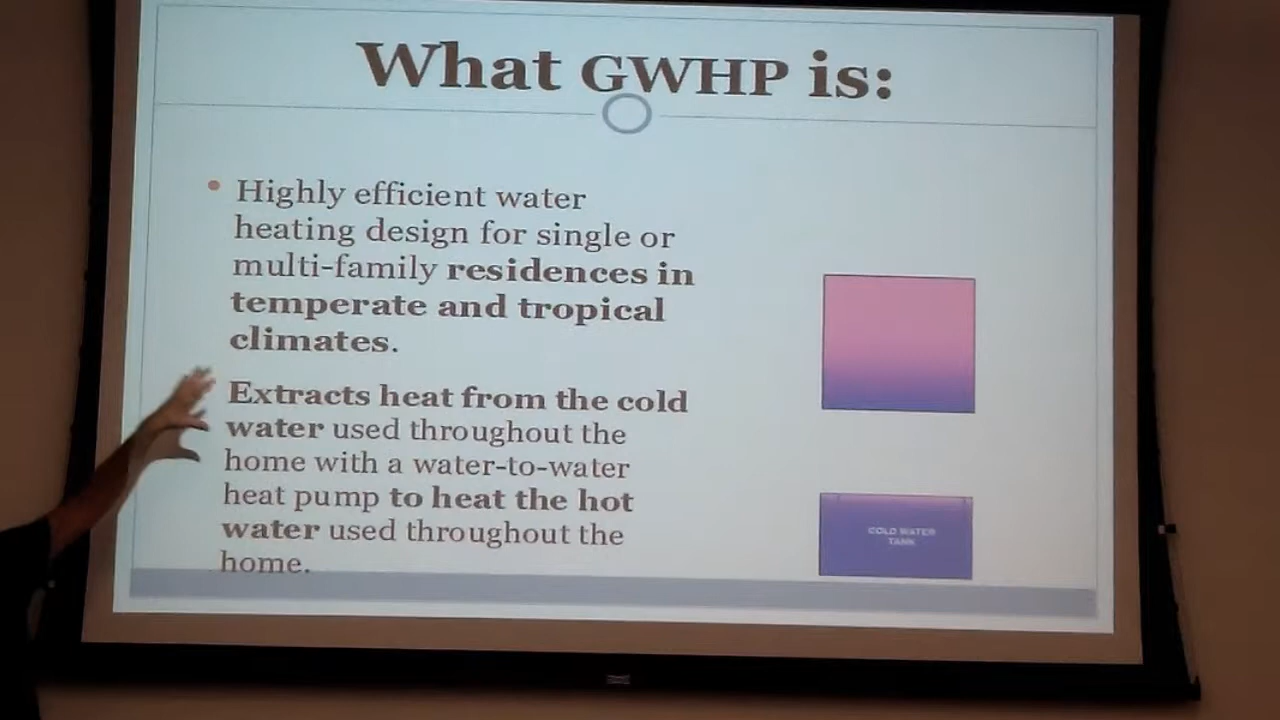 What GWHP is:
Highly efficient water
heating design for single or
multi-family residences in
temperate and tropical
climates.
Extracts heat from the cold
water used throughout the
home with a water-to-water
heat pump to heat the hot
water used throughout the
home.
COLD WATER
TANK